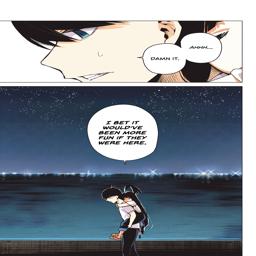 AHHH...
DAMN IT.
I BET IT
WOULD'VE
BEEN MORE
FUN IF THEY
WERE HERE.